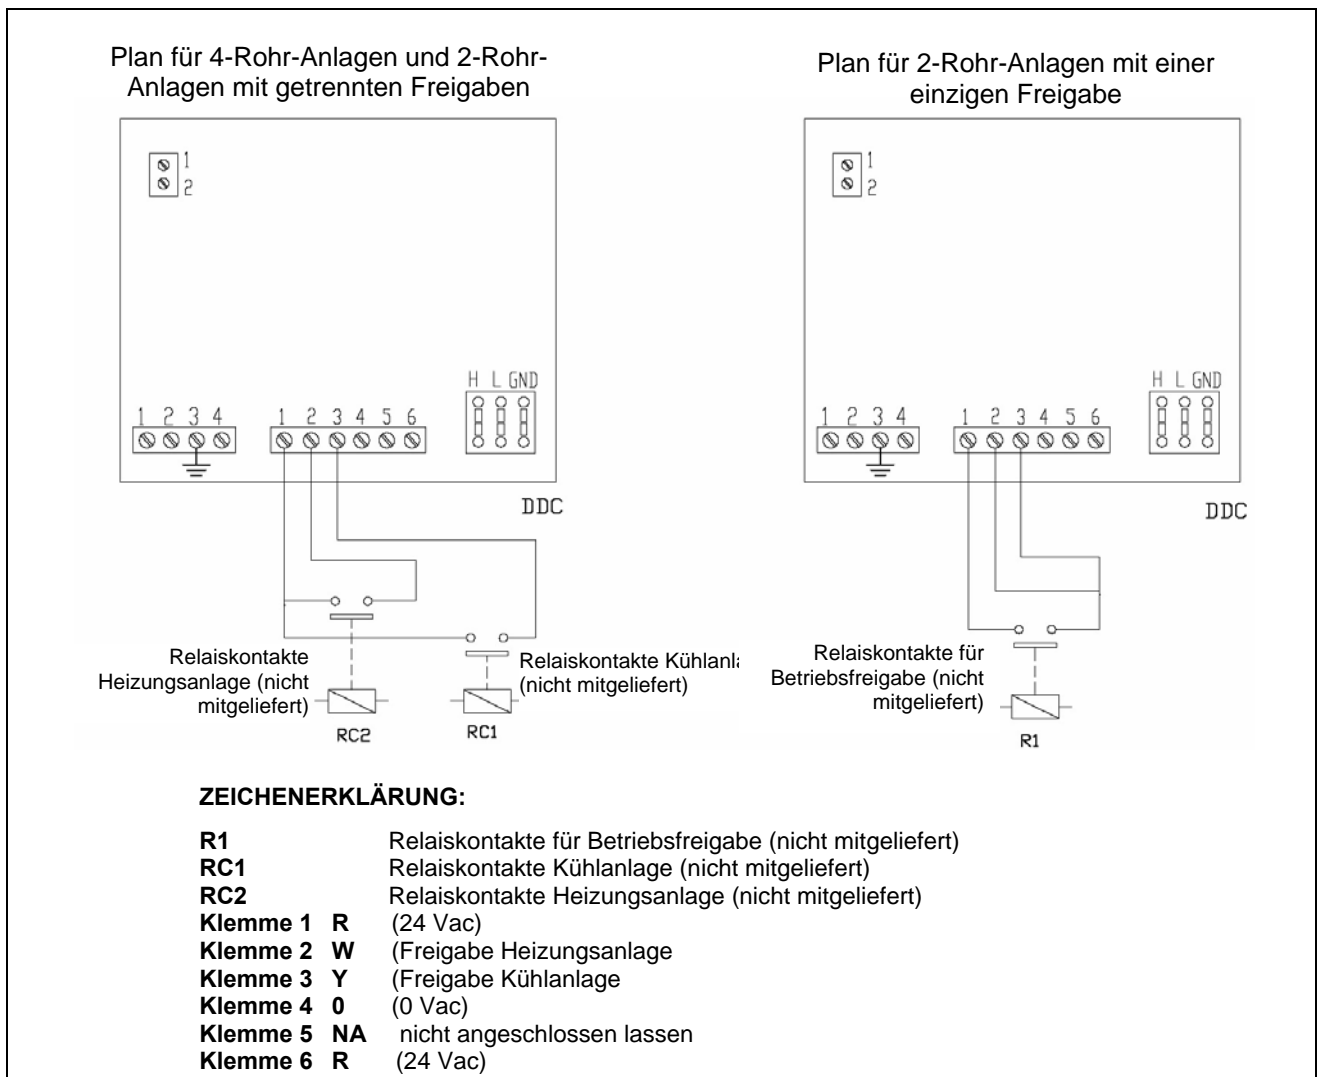 Plan für 4-Rohr-Anlagen und 2-Rohr-
Anlagen mit getrennten Freigaben
1
2
H L GND
1 2 3 4
1 2 3 4 5 6
DDC
Relaiskontakte
Heizungsanlage (nicht
mitgeliefert)
RC2
Relaiskontakte Kühlanl
(nicht mitgeliefert)
RC1
Plan für 2-Rohr-Anlagen mit einer
einzigen Freigabe
1
2
H L GND
1 2 3 4
1 2 3 4 5 6
DDC
Relaiskontakte für
Betriebsfreigabe (nicht
mitgeliefert)
R1
ZEICHENERKLÄRUNG:
R1 Relaiskontakte für Betriebsfreigabe (nicht mitgeliefert)
RC1 Relaiskontakte Kühlanlage (nicht mitgeliefert)
RC2 Relaiskontakte Heizungsanlage (nicht mitgeliefert)
Klemme 1 R (24 Vac)
Klemme 2 W (Freigabe Heizungsanlage
Klemme 3 Y (Freigabe Kühlanlage
Klemme 4 0 (0 Vac)
Klemme 5 NA nicht angeschlossen lassen
Klemme 6 R (24 Vac)